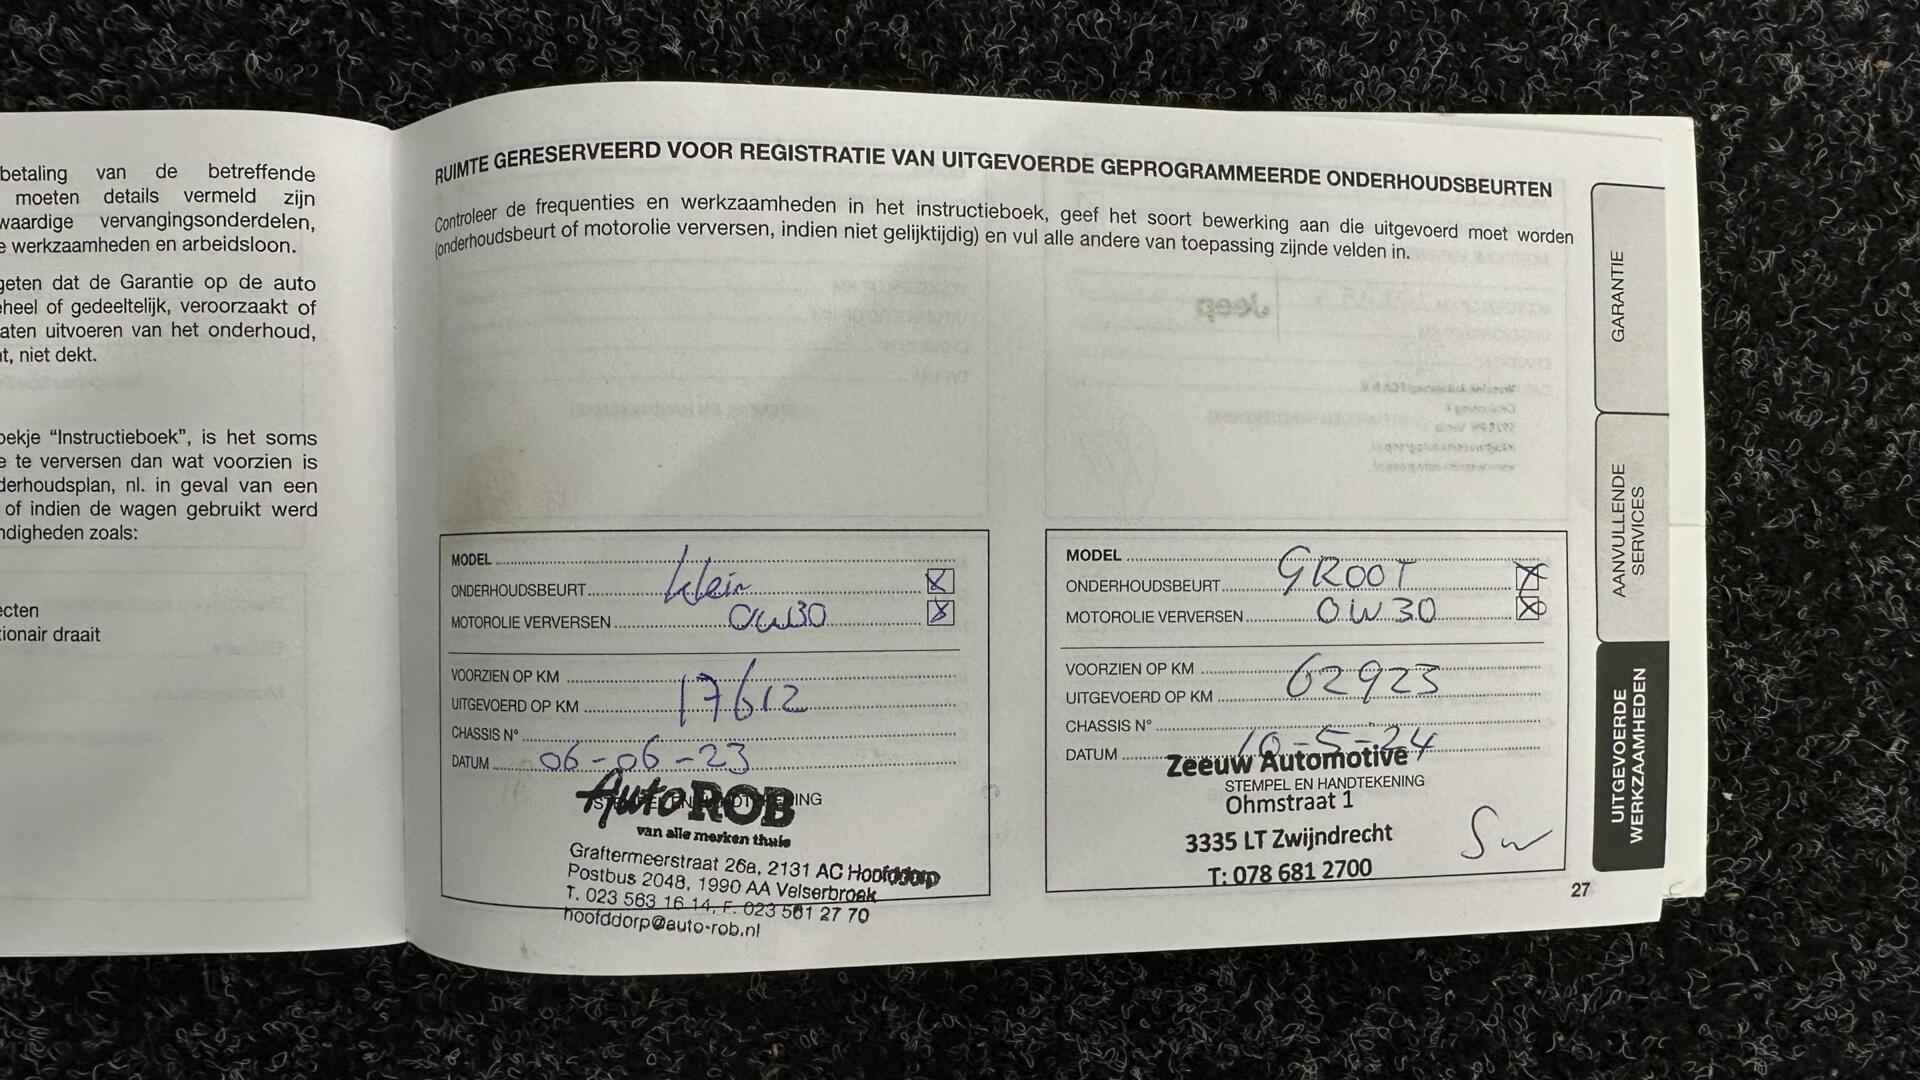 betaling van de betreffende
moeten details vermeld zijn
waardige vervangingsonderdelen,
e werkzaamheden en arbeidsloon.
geten dat de Garantie op de auto
eheel of gedeeltelijk, veroorzaakt of
aten uitvoeren van het onderhoud,
nt, niet dekt.
oekje “Instructieboek”, is het soms
e te verversen dan wat voorzien is
derhoudsplan, nl. in geval van een
of indien de wagen gebruikt werd
ndigheden zoals:
ecten
tionair draait
RUIMTE GERESERVEERD VOOR REGISTRATIE VAN UITGEVOERDE GEPROGRAMMEERDE ONDERHOUDSBEURTEN
Controleer de frequenties en werkzaamheden in het instructieboek, geef het soort bewerking aan die uitgevoerd moet worden
(onderhoudsbeurt of motorolie verversen, indien niet gelijktijdig) en vul alle andere van toepassing zijnde velden in.
MODEL
ONDERHOUDSBEURT klein
MOTOROLIE VERVERSEN 0W30
VOORZIEN OP KM
UITGEVOERD OP KM 17612
CHASSIS N°
DATUM 06-06-23
STEMPEL EN HANDTEKENING
Auto ROB
van alle merken thuis
Graftermeerstraat 26a, 2131 AC Hoofddorp
Postbus 2048, 1990 AA Velserbroek
T. 023 563 16 14, F. 023 561 27 70
hoofddorp@auto-rob.nl
MODEL
ONDERHOUDSBEURT GROOT
MOTOROLIE VERVERSEN 0W30
VOORZIEN OP KM
UITGEVOERD OP KM 62923
CHASSIS N°
DATUM 10-5-24
Zeeuw Automotive
STEMPEL EN HANDTEKENING
Ohmstraat 1
3335 LT Zwijndrecht
T: 078 681 2700
27
GARANTIE
AANVULLENDE
SERVICES
UITGEVOERDE
WERKZAAMHEDEN